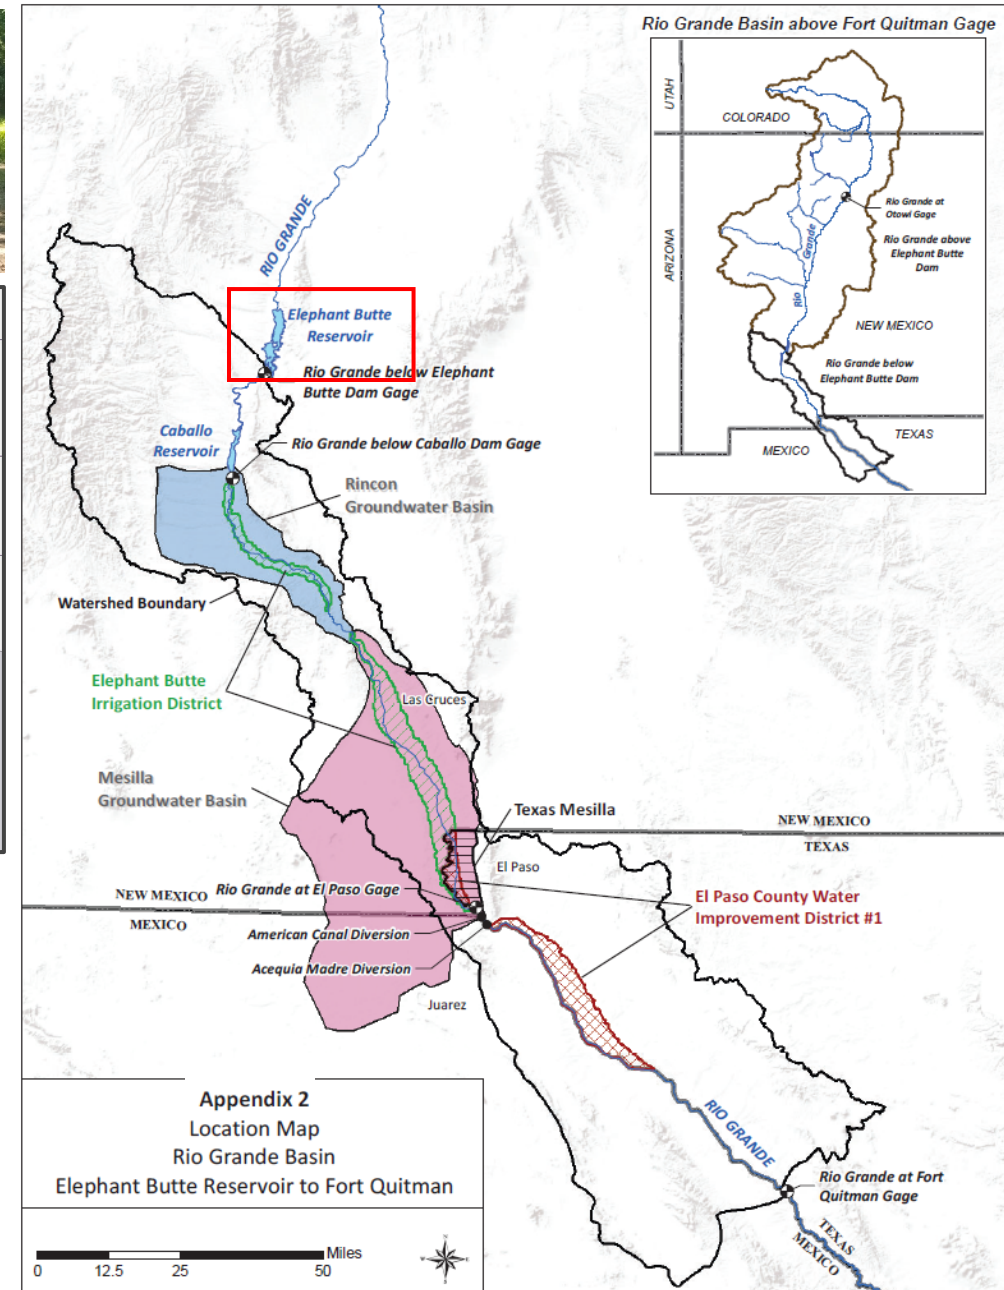 Rio Grande Basin above Fort Quitman Gage
UTAH
COLORADO
ARIZONA
Rio Grande at
Otowi Gage
Rio Grande above
Elephant Butte
Dam
Rio Grande
NEW MEXICO
Rio Grande below
Elephant Butte Dam
TEXAS
MEXICO
RIO GRANDE
Elephant Butte
Reservoir
Rio Grande below Elephant
Butte Dam Gage
Caballo
Reservoir
Rio Grande below Caballo Dam Gage
Rincon
Groundwater Basin
Watershed Boundary
Elephant Butte
Irrigation District
Las Cruces
Mesilla
Groundwater Basin
Texas Mesilla
NEW MEXICO
TEXAS
El Paso
Rio Grande at El Paso Gage
NEW MEXICO
MEXICO
El Paso County Water
Improvement District #1
American Canal Diversion
Acequia Madre Diversion
Juarez
RIO GRANDE
Rio Grande at Fort
Quitman Gage
TEXAS
MEXICO
Appendix 2
Location Map
Rio Grande Basin
Elephant Butte Reservoir to Fort Quitman
Miles
0 12.5 25 50
N